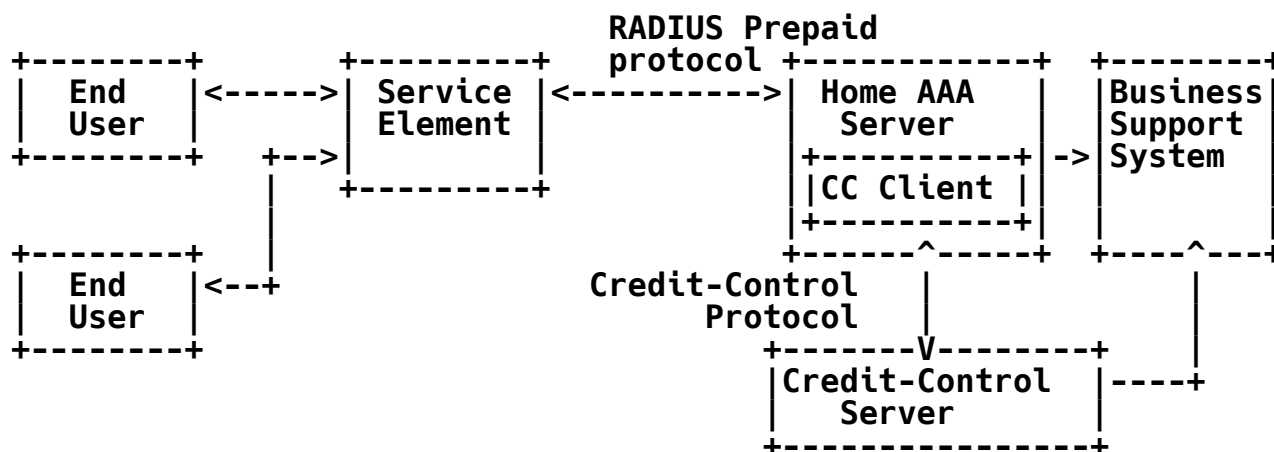 RADIUS Prepaid
protocol
End
User
Service
Element
Home AAA
Server
CC Client
Business
Support
System
End
User
Credit-Control
Protocol
Credit-Control
Server